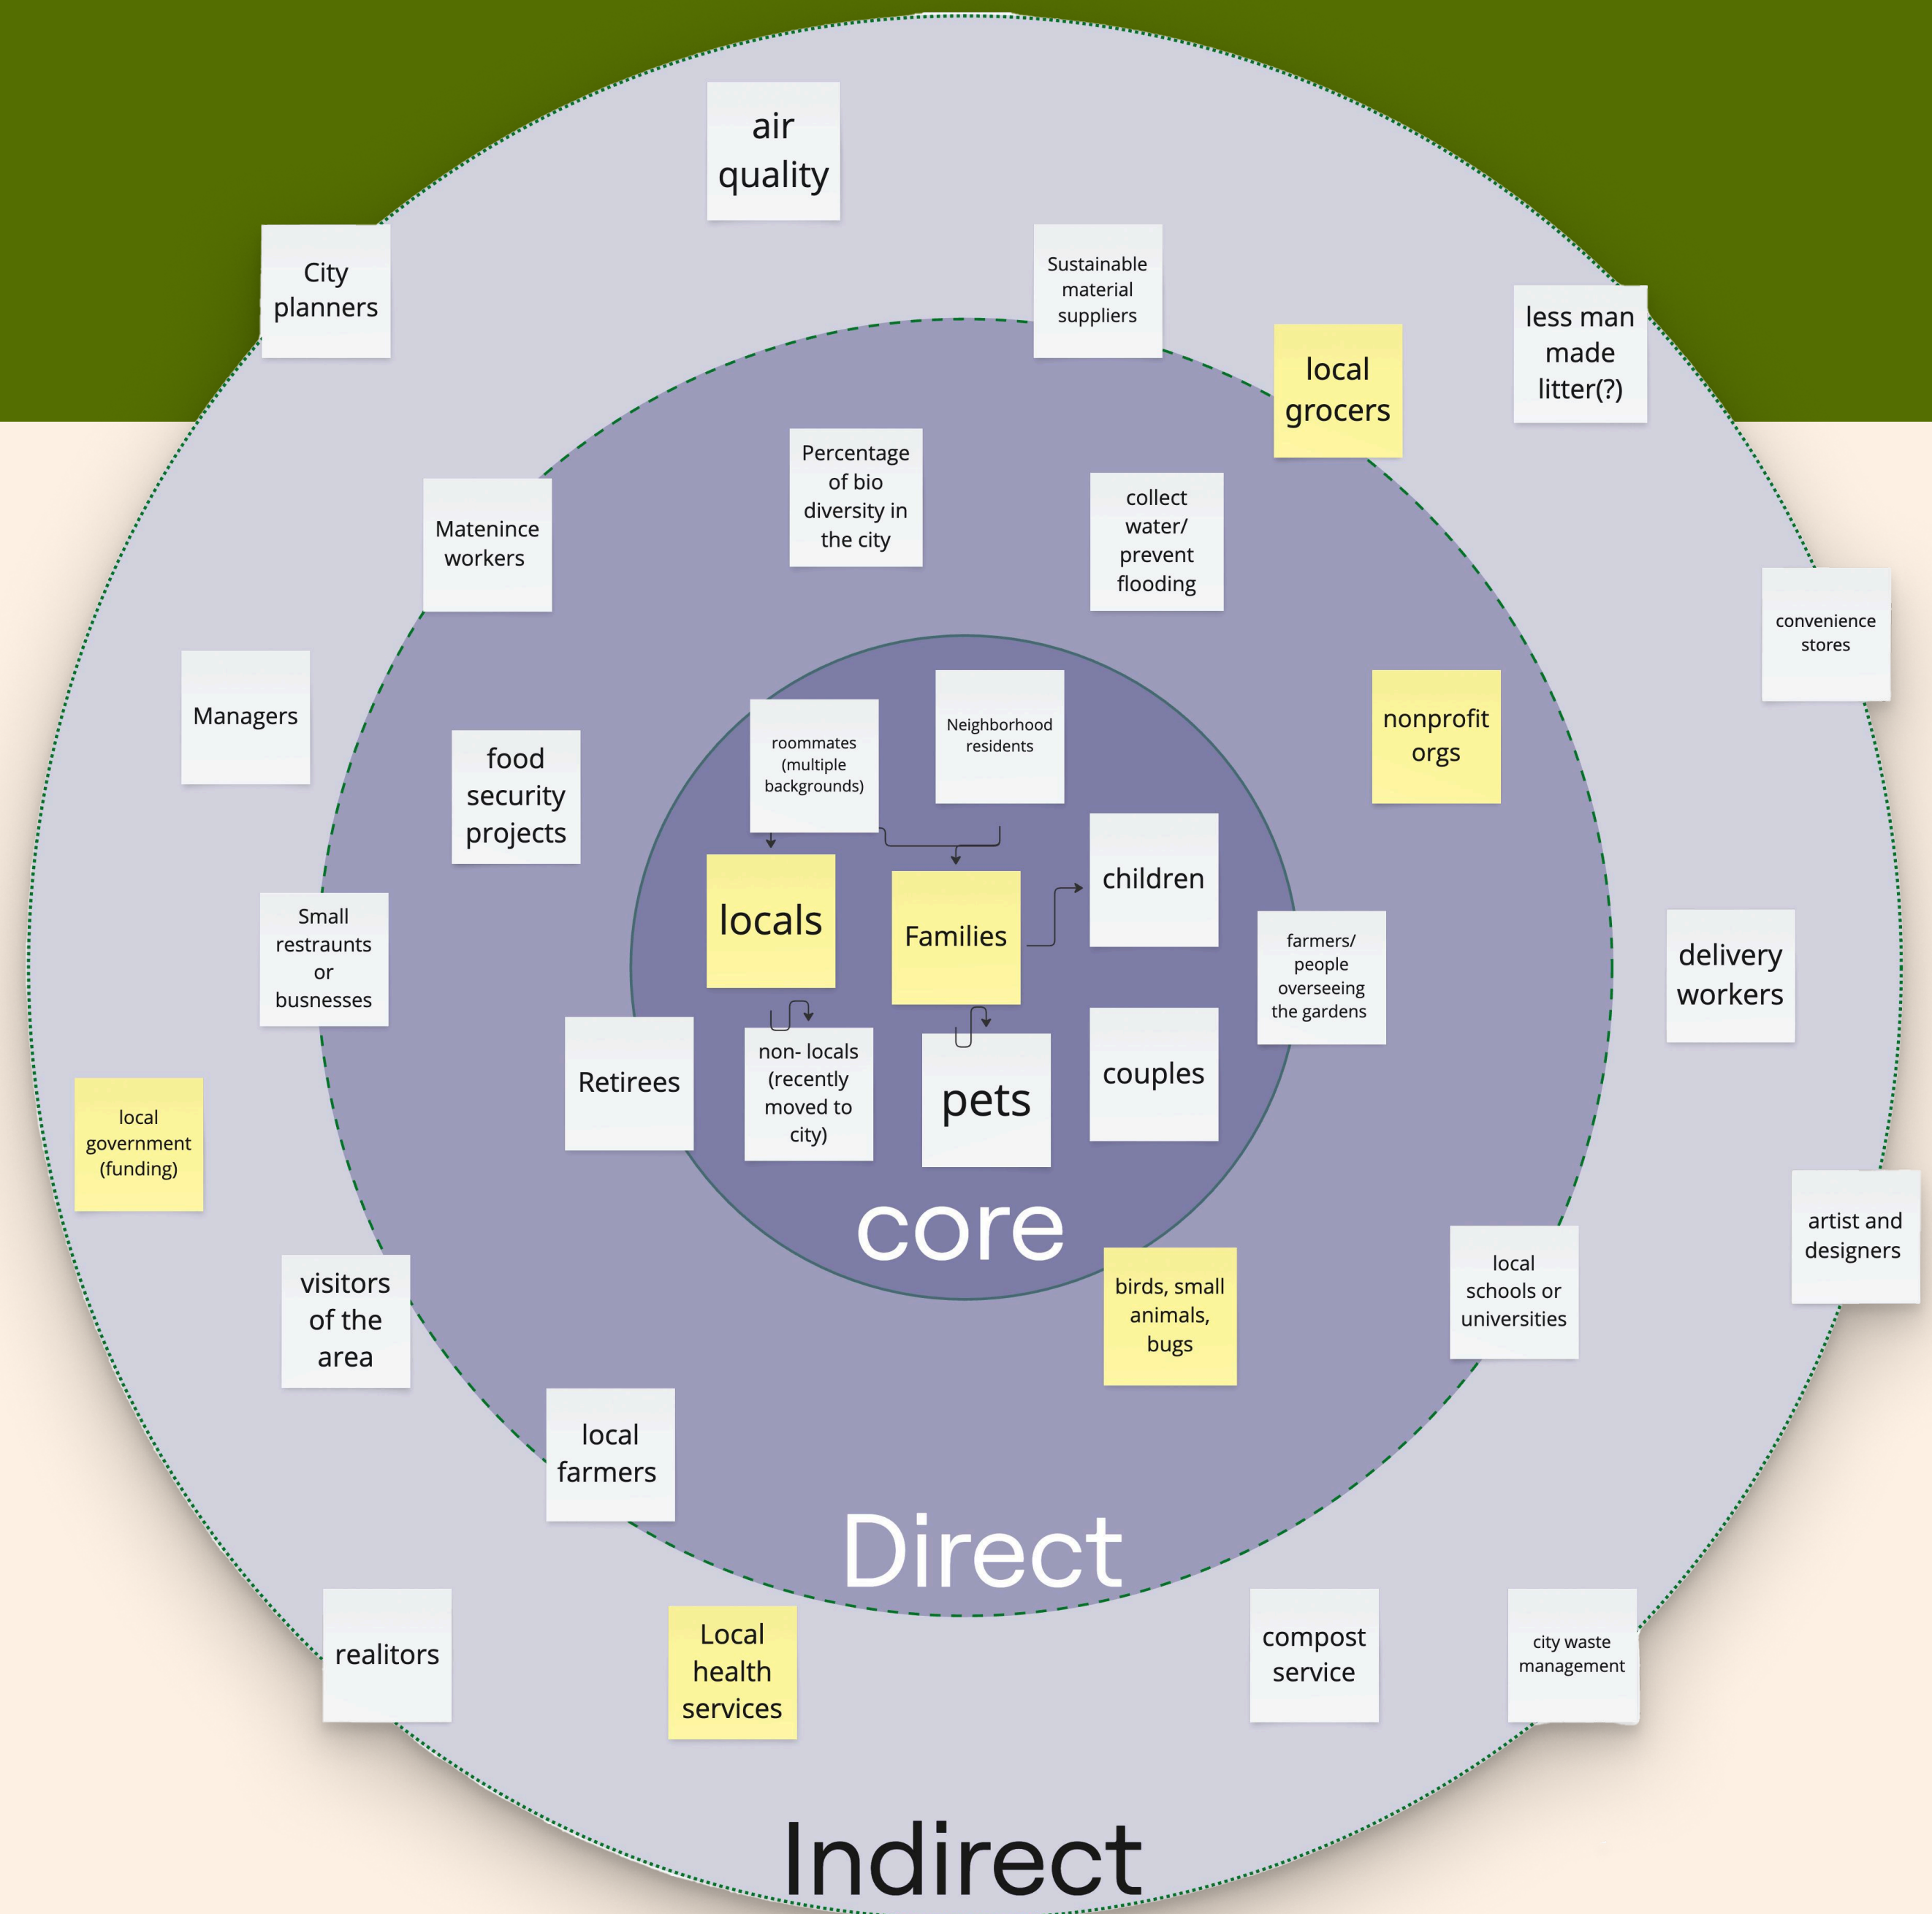 air
quality
City
planners
Sustainable
material
suppliers
less man
made
litter(?)
local
grocers
Percentage
of bio
diversity in
the city
collect
water/
prevent
flooding
Matenince
workers
convenience
stores
Managers
food
security
projects
roommates
(multiple
backgrounds)
Neighborhood
residents
nonprofit
orgs
children
locals
Families
Small
restraunts
or
busnesses
farmers/
people
overseeing
the gardens
delivery
workers
Retirees
non- locals
(recently
moved to
city)
pets
couples
local
government
(funding)
core
artist and
designers
visitors
of the
area
birds, small
animals,
bugs
local
schools or
universities
local
farmers
Direct
realitors
Local
health
services
compost
service
city waste
management
Indirect